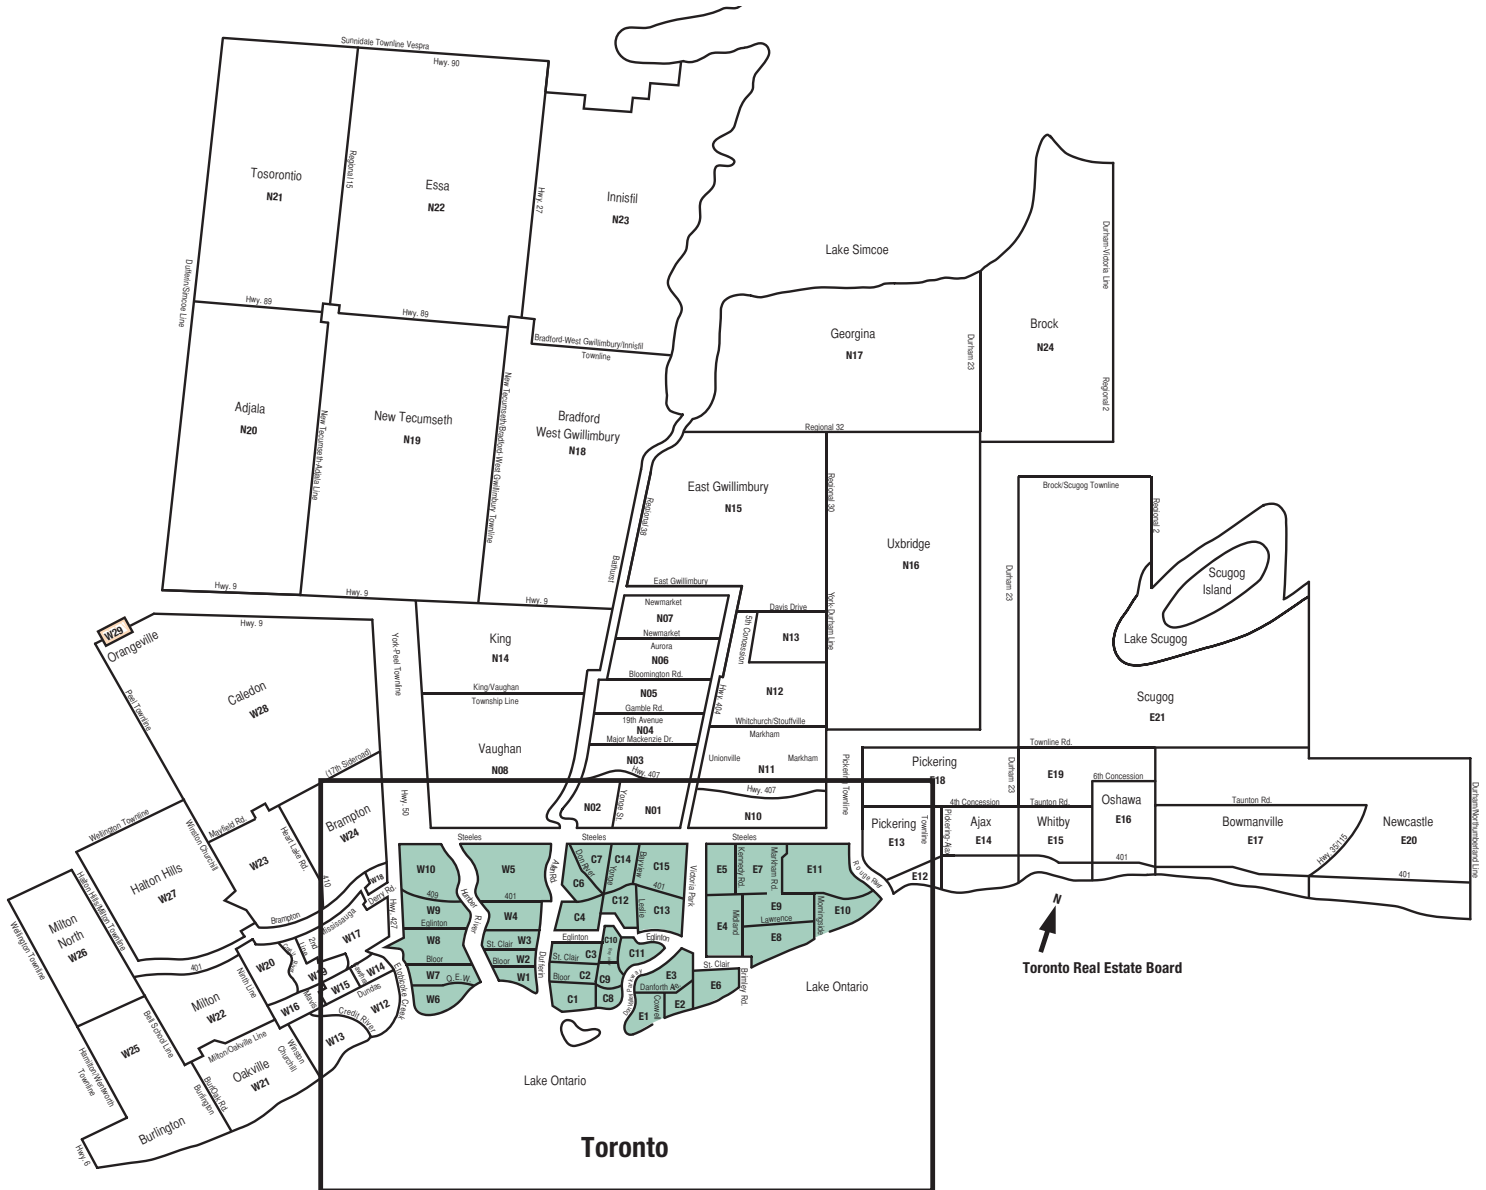 Sunnidale Townline Vespra
Hwy. 90
Tosorontio
N21
Regional 15
Essa
N22
Hwy. 27
Innisfil
N23
Dufferin/Simcoe Line
Hwy. 89
Hwy. 89
Bradford-West Gwillimbury/Innisfil
Townline
Adjala
N20
New Tecumseth-Adjala Line
New Tecumseth
N19
New Tecumseth/Bradford-West Gwillimbury Townline
Bradford
West Gwillimbury
N18
Hwy. 9
Hwy. 9
Hwy. 9
Lake Simcoe
Georgina
N17
Durham 23
Brock
N24
Durham-Victoria Line
Regional 2
Regional 32
East Gwillimbury
N15
Regional 38
Bathurst
Regional 30
Uxbridge
N16
York-Durham Line
East Gwillimbury
Newmarket
N07
Newmarket
Aurora
N06
Bloomington Rd.
N05
Gamble Rd.
19th Avenue
N04
Major Mackenzie Dr.
N03
Hwy. 407
N02
Yonge St.
N01
Davis Drive
5th Concession
N13
N12
Hwy. 404
Whitchurch/Stouffville
Markham
Unionville
Markham
N11
Hwy. 407
N10
Pickering Townline
King
N14
King/Vaughan
Township Line
Vaughan
N08
York-Peel Townline
Hwy. 50
Brock/Scugog Townline
Regional 2
Durham 23
Scugog
Island
Lake Scugog
Scugog
E21
Townline Rd.
Pickering
E18
Durham 23
E19
6th Concession
4th Concession
Taunton Rd.
Taunton Rd.
Pickering
E13
Townline
Pickering-Ajax
Ajax
E14
Whitby
E15
Oshawa
E16
Bowmanville
E17
Hwy. 35/115
Newcastle
E20
Durham/Northumberland Line
401
401
E12
Rouge River
W29
Orangeville
Hwy. 9
Peel Townline
Caledon
W28
(17th Sideroad)
Wellington Townline
Winston Churchill
Mayfield Rd.
Heart Lake Rd.
Brampton
W24
W23
410
Halton Hills
W27
Halton Hills/Milton Townline
Milton
North
W26
Wellington Townline
401
Brampton
Mississauga
W18
Derry Rd.
Hwy. 427
W17
2nd
Line
W20
Ninth Line
W19
W15
W14
Dundas
W16
W12
Credit River
W13
Etobicoke Creek
Milton
W22
Bell School Line
Milton/Oakville Line
Winston
Churchill
Oakville
W21
W25
Hamilton/Wentworth
Townline
BurlOak Rd.
Burlington
Burlington
Hwy. 6
Steeles
Steeles
Steeles
W10
409
W9
Eglinton
W8
Bloor
W7
Q.E.W.
W6
Humber
River
W5
401
W4
W3
St. Clair
W2
Bloor
W1
Allen Rd.
Dufferin
Don River
C7
C6
C14
Yonge
Bayview
C15
401
C12
Leslie
C13
C4
Eglinton
Eglinton
C10
C11
C3
St. Clair
Bloor
C2
C9
C1
C8
Victoria Park
E5
Kennedy Rd.
E7
Markham Rd.
E11
E9
Lawrence
Morningside
E10
E4
Midland
E8
St. Clair
E3
Danforth Av.
E6
Brimley Rd.
E1
Coxwell
E2
Lake Ontario
Lake Ontario
Toronto
N
Toronto Real Estate Board